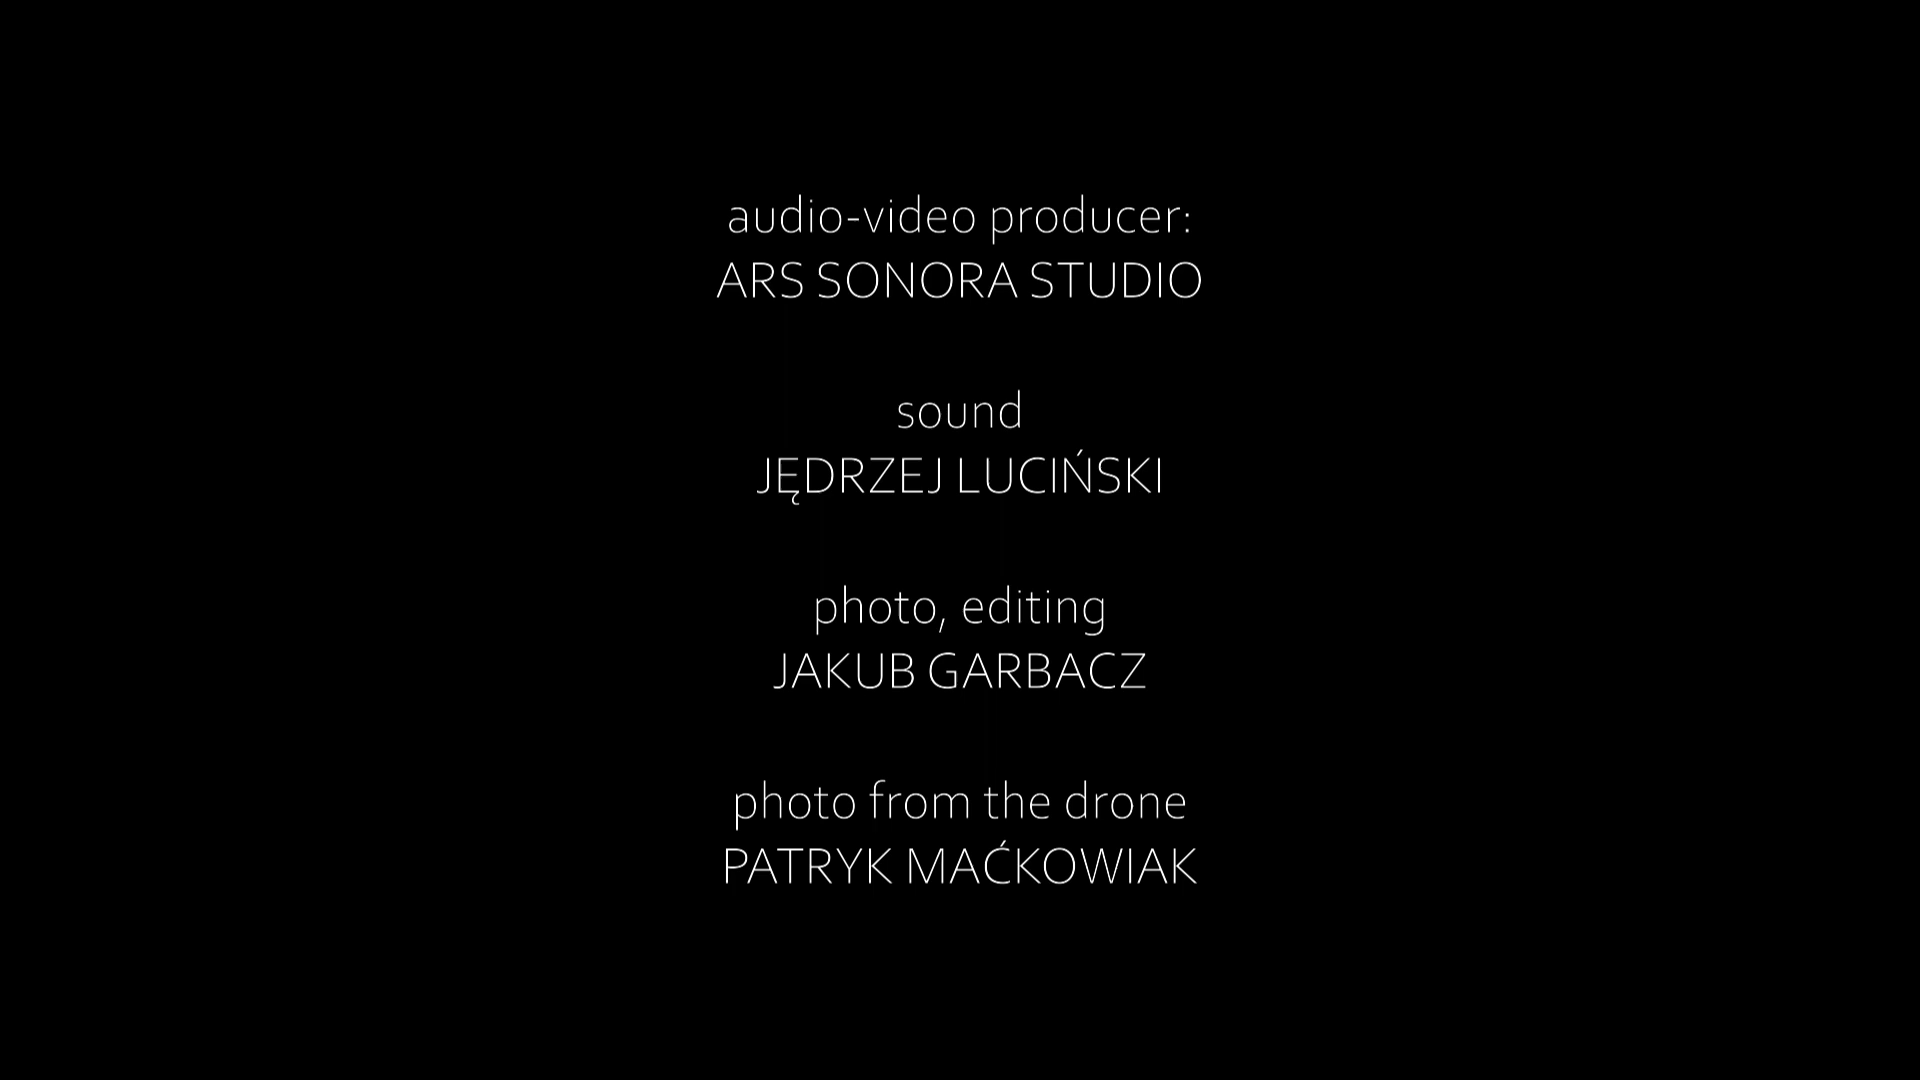 audio-video producer:
ARS SONORA STUDIO
sound
JĘDRZEJ LUCIŃSKI
photo, editing
JAKUB GARBACZ
photo from the drone
PATRYK MAĆKOWIAK